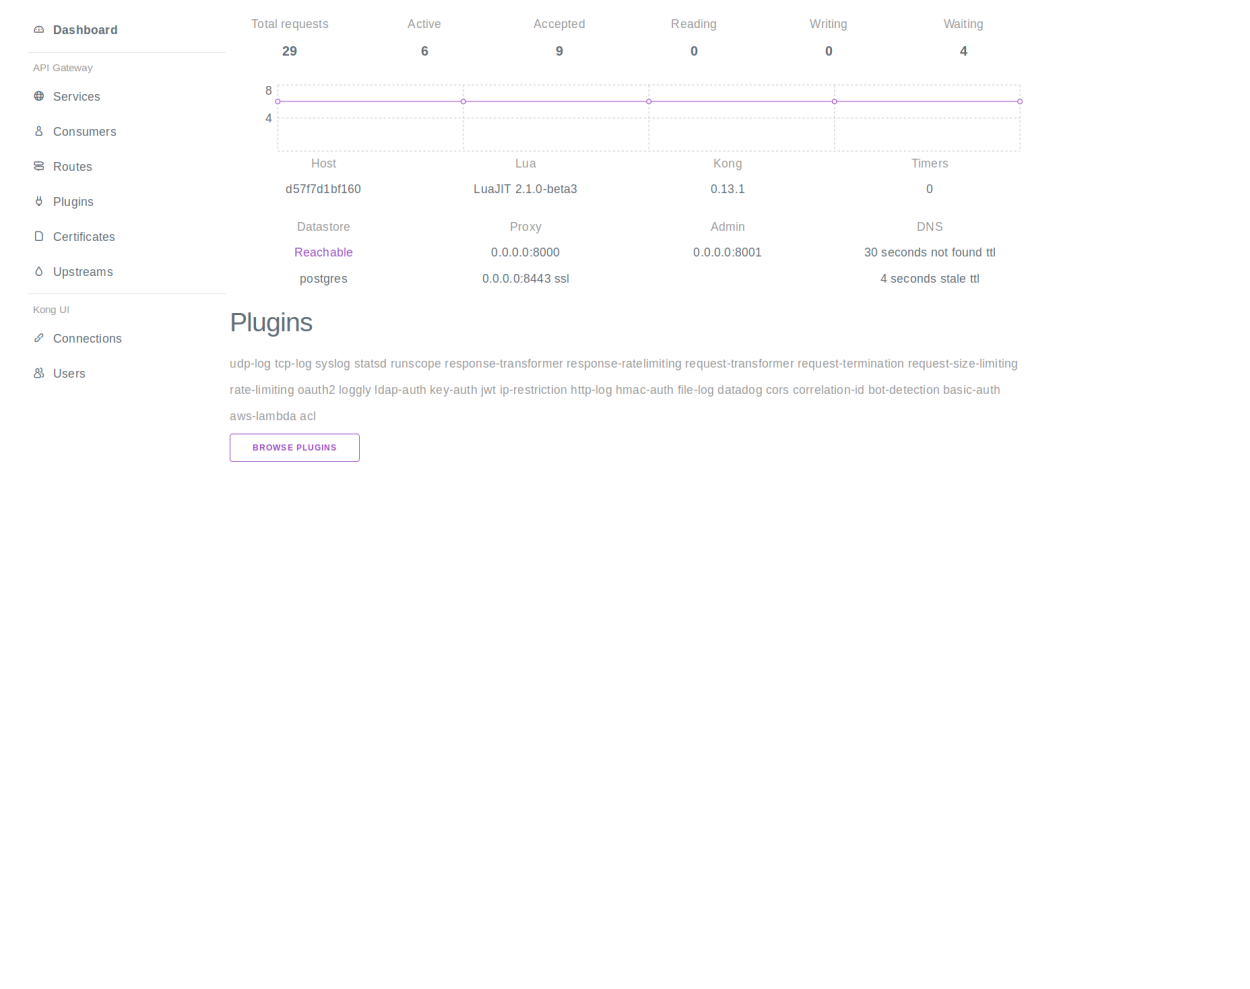 Dashboard
API Gateway
Services
Consumers
Routes
Plugins
Certificates
Upstreams
Kong UI
Connections
Users
Total requests Active Accepted Reading Writing Waiting
29 6 9 0 0 4
8
4
Host Lua Kong Timers
d57f7d1bf160 LuaJIT 2.1.0-beta3 0.13.1 0
Datastore Proxy Admin DNS
Reachable 0.0.0.0:8000 0.0.0.0:8001 30 seconds not found ttl
postgres 0.0.0.0:8443 ssl 4 seconds stale ttl
Plugins
udp-log tcp-log syslog statsd runscope response-transformer response-ratelimiting request-transformer request-termination request-size-limiting
rate-limiting oauth2 loggly ldap-auth key-auth jwt ip-restriction http-log hmac-auth file-log datadog cors correlation-id bot-detection basic-auth
aws-lambda acl
BROWSE PLUGINS